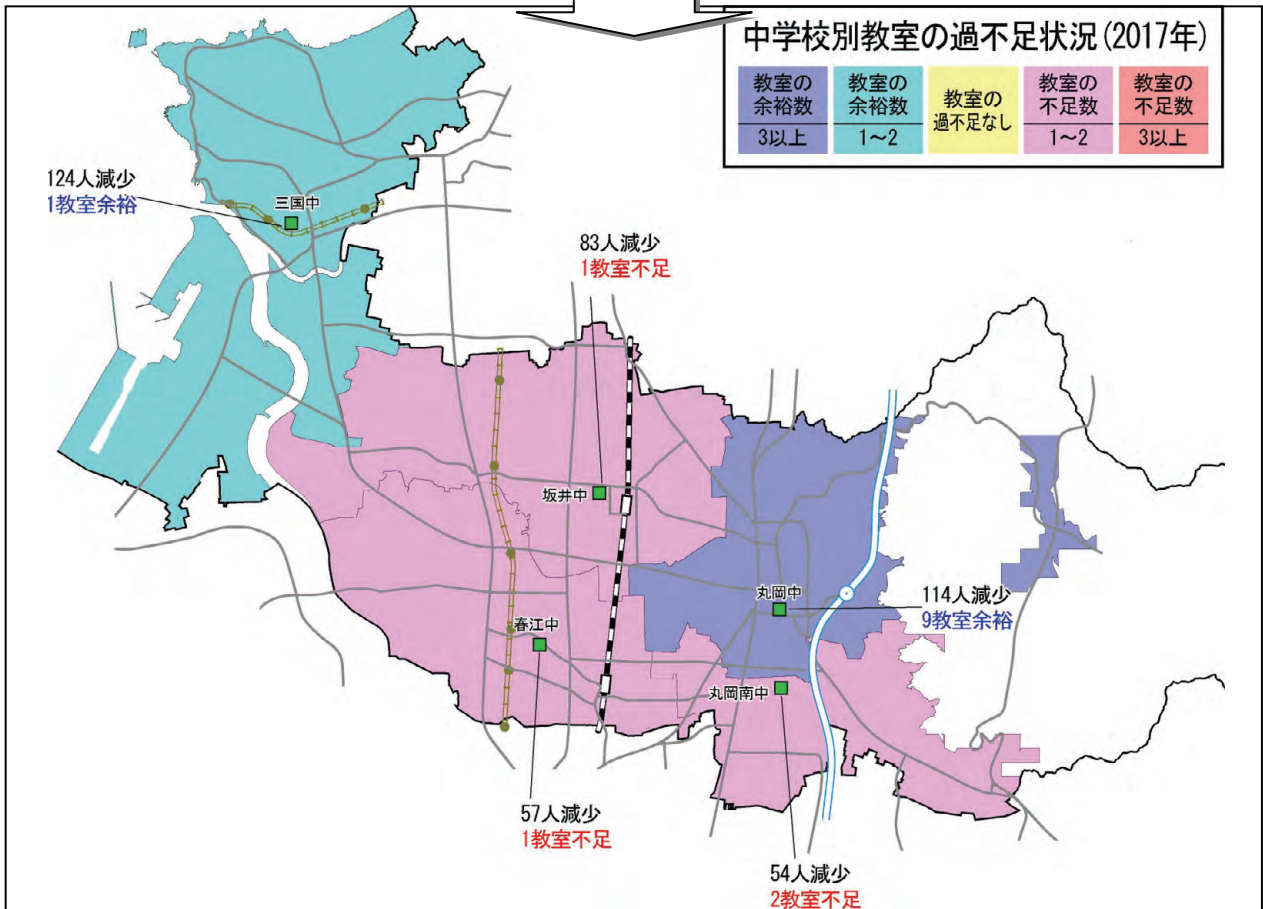 中学校別教室の過不足状況(2017年)
教室の
余裕数
3以上
教室の
余裕数
1~2
教室の
過不足なし
教室の
不足数
1~2
教室の
不足数
3以上
124人減少
1教室余裕
三国中
83人減少
1教室不足
坂井中
丸岡中
114人減少
9教室余裕
春江中
丸岡南中
57人減少
1教室不足
54人減少
2教室不足